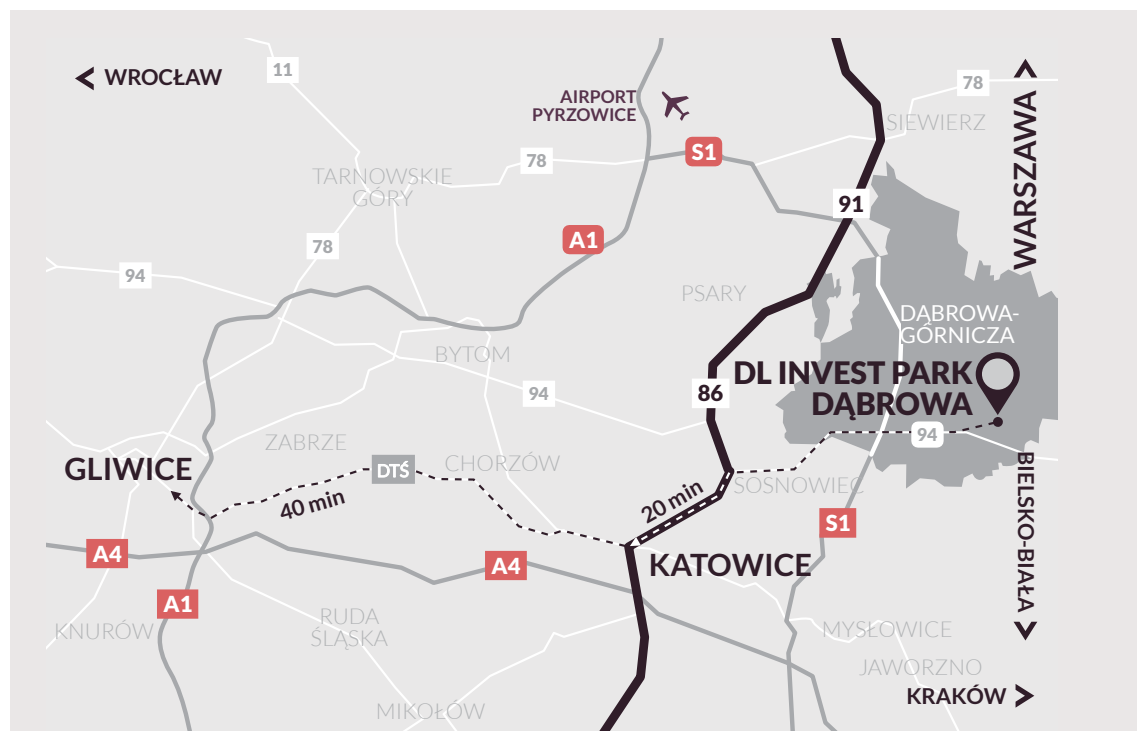 WROCŁAW
11
AIRPORT
PYRZOWICE
78
SIEWIERZ
WARSZAWA
S1
78
TARNOWSKIE
GÓRY
91
A1
78
94
PSARY
DĄBROWA-
GÓRNICZA
BYTOM
DL INVEST PARK
DĄBROWA
86
94
94
ZABRZE
GLIWICE
DTŚ
CHORZÓW
SOSNOWIEC
40 min
20 min
BIELSKO-BIAŁA
S1
A4
A4
KATOWICE
A1
KNURÓW
RUDA
ŚLĄSKA
MYSŁOWICE
JAWORZNO
KRAKÓW
MIKOŁÓW